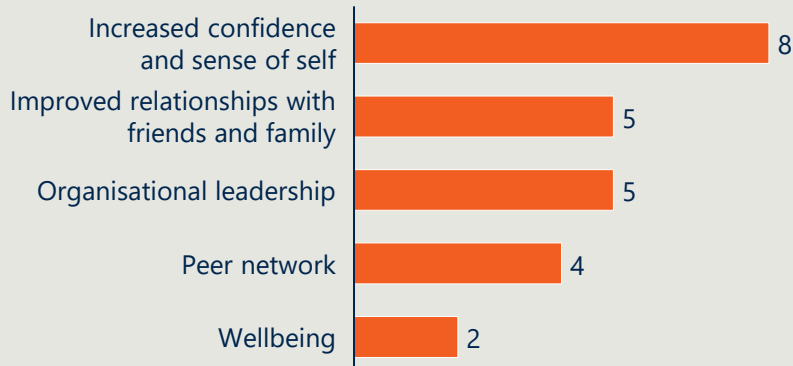 Increased confidence
and sense of self
8
Improved relationships with
friends and family
5
Organisational leadership
5
Peer network
4
Wellbeing
2